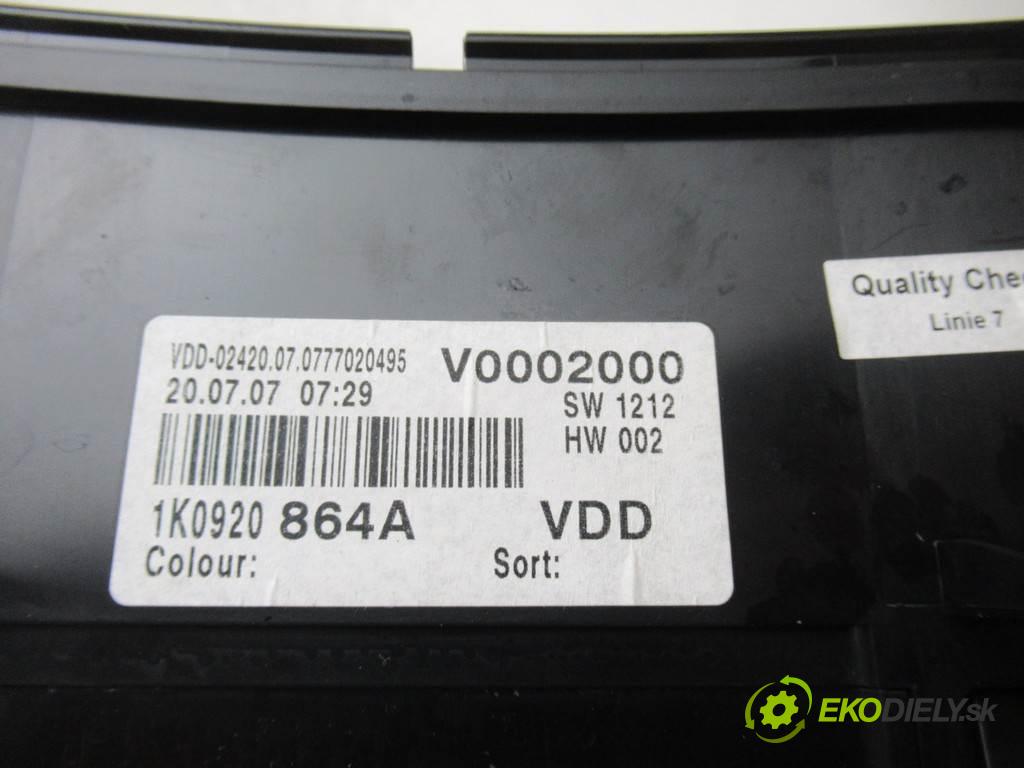 VDD-02420.07.0777020495 V0002000
20.07.07 07:29 SW 1212
HW 002
1K0920 864A VDD
Colour: Sort:
Quality
Linie 7
EKODIELY.sk